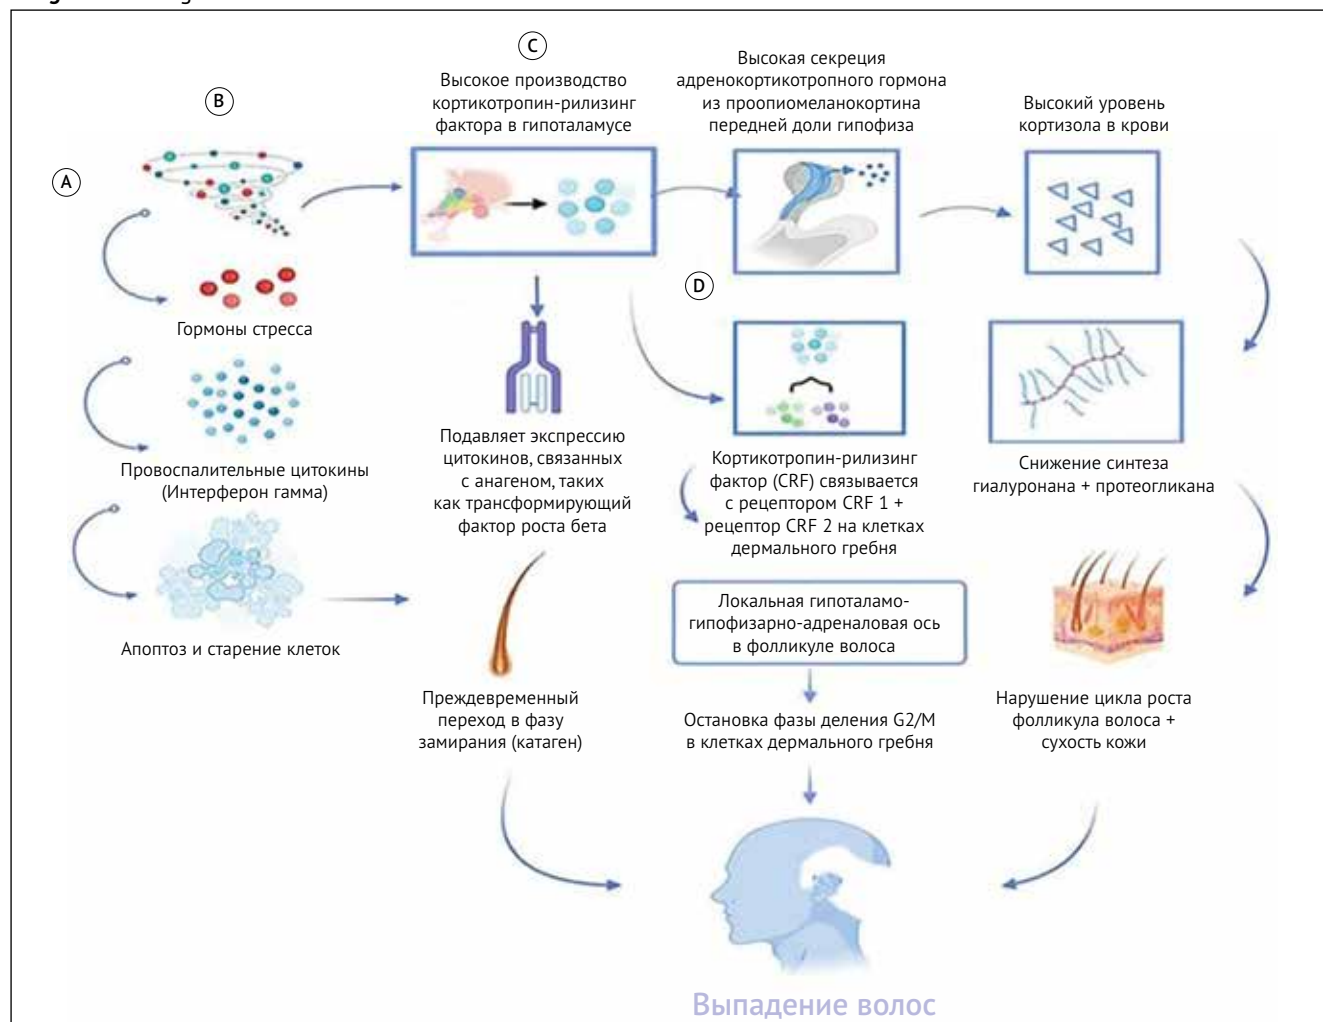 A
B
C
Высокое производство
кортикотропин-рилизинг
фактора в гипоталамусе
Высокая секреция
адренокортикотропного гормона
из проопиомеланокортина
передней доли гипофиза
Высокий уровень
кортизола в крови
Гормоны стресса
Провоспалительные цитокины
(Интерферон гамма)
Апоптоз и старение клеток
Подавляет экспрессию
цитокинов, связанных
с анагеном, таких
как трансформирующий
фактор роста бета
Преждевременный
переход в фазу
замирания (катаген)
D
Кортикотропин-рилизинг
фактор (CRF) связывается
с рецептором CRF 1 +
рецептор CRF 2 на клетках
дермального гребня
Локальная гипоталамо-
гипофизарно-адреналовая ось
в фолликуле волоса
Остановка фазы деления G2/M
в клетках дермального гребня
Снижение синтеза
гиалуронана + протеогликана
Нарушение цикла роста
фолликула волоса +
сухость кожи
Выпадение волос